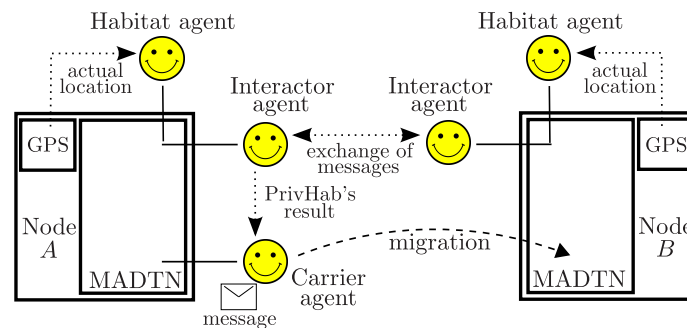 Habitat agent
Habitat agent
actual
location
actual
location
Interactor
agent
Interactor
agent
GPS
GPS
exchange of
messages
PrivHab's
result
Node
A
Node
B
migration
MADTN
MADTN
Carrier
agent
message